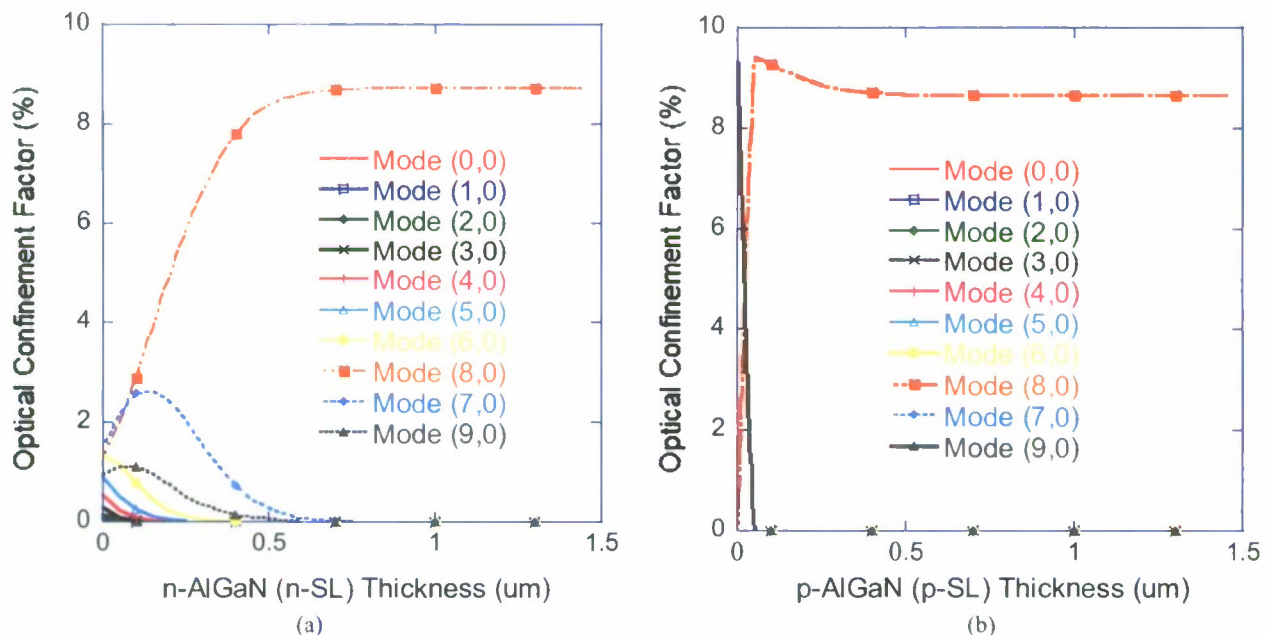 10
8
6
4
2
0
Optical Confinement Factor (%)
Mode (0,0)
Mode (1,0)
Mode (2,0)
Mode (3,0)
Mode (4,0)
Mode (5,0)
Mode (6,0)
Mode (8,0)
Mode (7,0)
Mode (9,0)
0 0.5 1 1.5
n-AlGaN (n-SL) Thickness (um)
(a)
10
8
6
4
2
0
Optical Confinement Factor (%)
Mode (0,0)
Mode (1,0)
Mode (2,0)
Mode (3,0)
Mode (4,0)
Mode (5,0)
Mode (6,0)
Mode (8,0)
Mode (7,0)
Mode (9,0)
0 0.5 1 1.5
p-AlGaN (p-SL) Thickness (um)
(b)